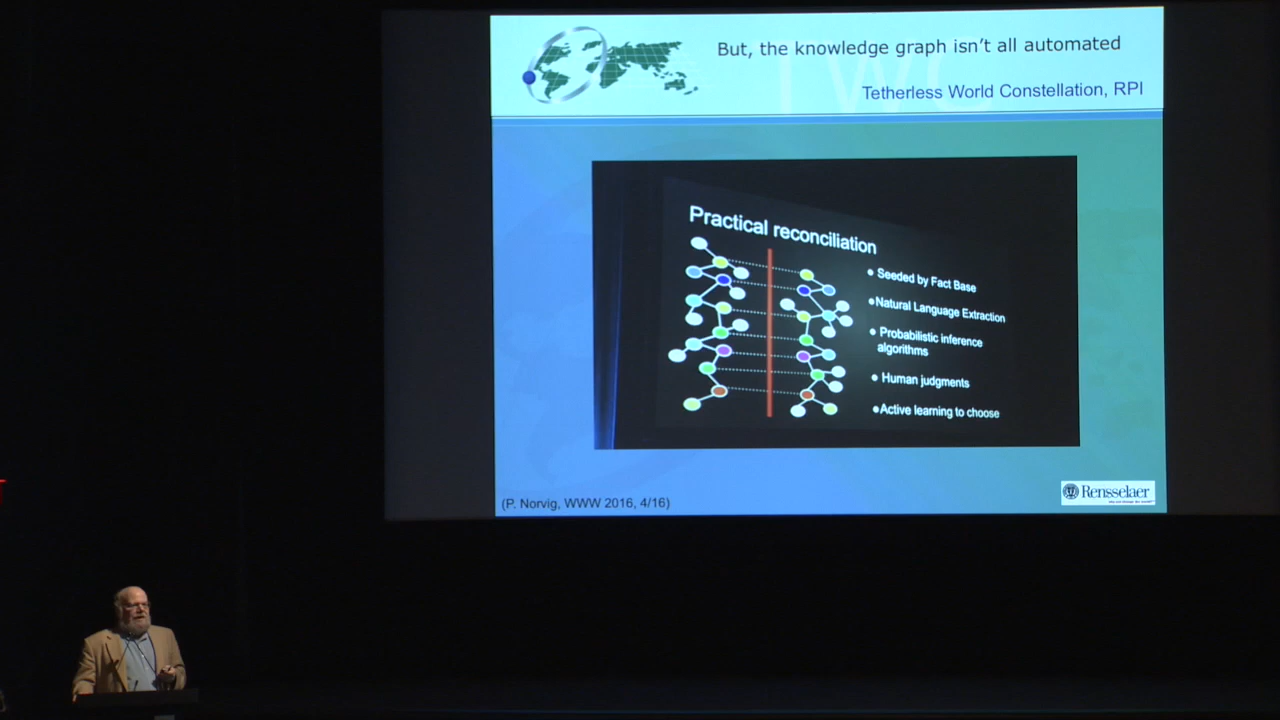 But, the knowledge graph isn't all automated
TWC
Tetherless World Constellation, RPI
Practical reconciliation
• Seeded by Fact Base
• Natural Language Extraction
• Probabilistic inference
algorithms
• Human judgments
• Active learning to choose
(P. Norvig, WWW 2016, 4/16)
Rensselaer